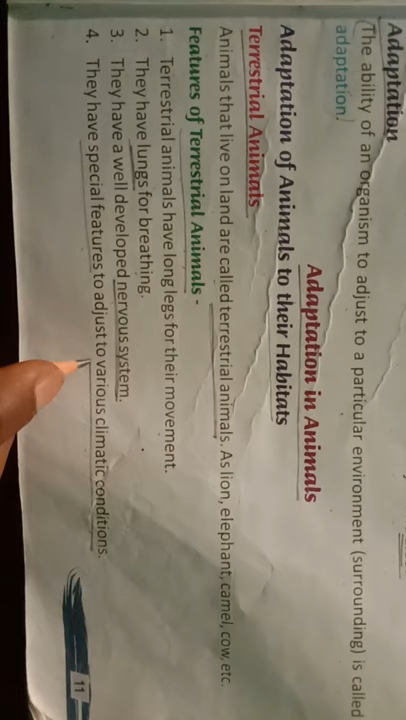 Adaptation
The ability of an organism to adjust to a particular environment (surrounding) is called
adaptation.
Adaptation in Animals
Adaptation of Animals to their Habitats
Terrestrial Animals
Animals that live on land are called terrestrial animals. As lion, elephant, camel, cow, etc.
Features of Terrestrial Animals -
1. Terrestrial animals have long legs for their movement.
2. They have lungs for breathing.
3. They have a well developed nervous system.
4. They have special features to adjust to various climatic conditions.
11